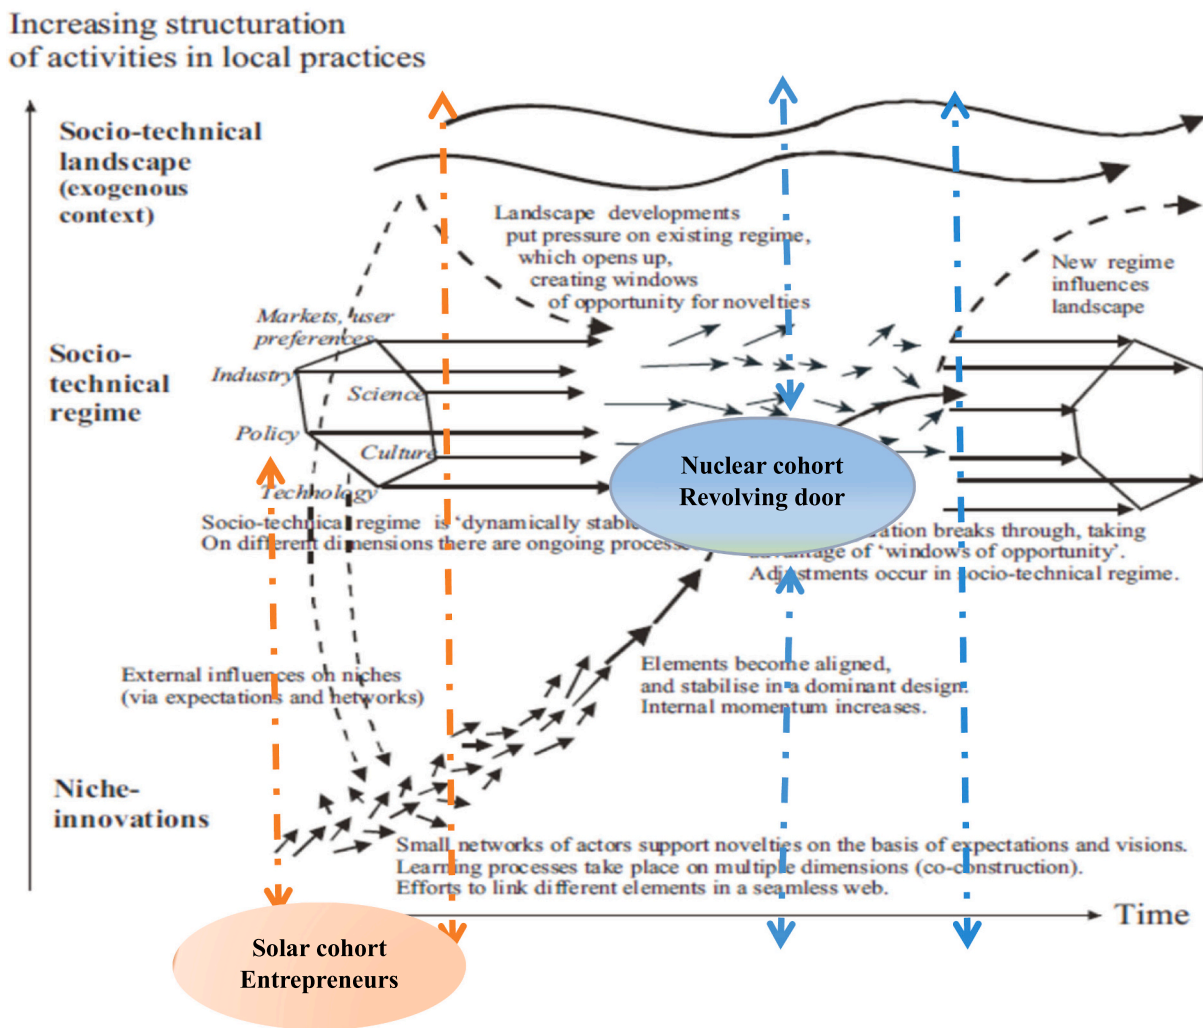 Increasing structuration
of activities in local practices
Socio-technical
landscape
(exogenous
context)
Landscape developments
put pressure on existing regime,
which opens up,
creating windows
of opportunity for novelties
New regime
influences
landscape
Markets, user
preferences
Socio-
technical
regime
Industry
Science
Policy
Culture
Technology
Nuclear cohort
Revolving door
Socio-technical regime is ‘dynamically stable
On different dimensions there are ongoing process
ation breaks through, taking
of ‘windows of opportunity’.
Adjustments occur in socio-technical regime.
External influences on niches
(via expectations and networks)
Elements become aligned,
and stabilise in a dominant design.
Internal momentum increases.
Niche-
innovations
Small networks of actors support novelties on the basis of expectations and visions.
Learning processes take place on multiple dimensions (co-construction).
Efforts to link different elements in a seamless web.
Time
Solar cohort
Entrepreneurs